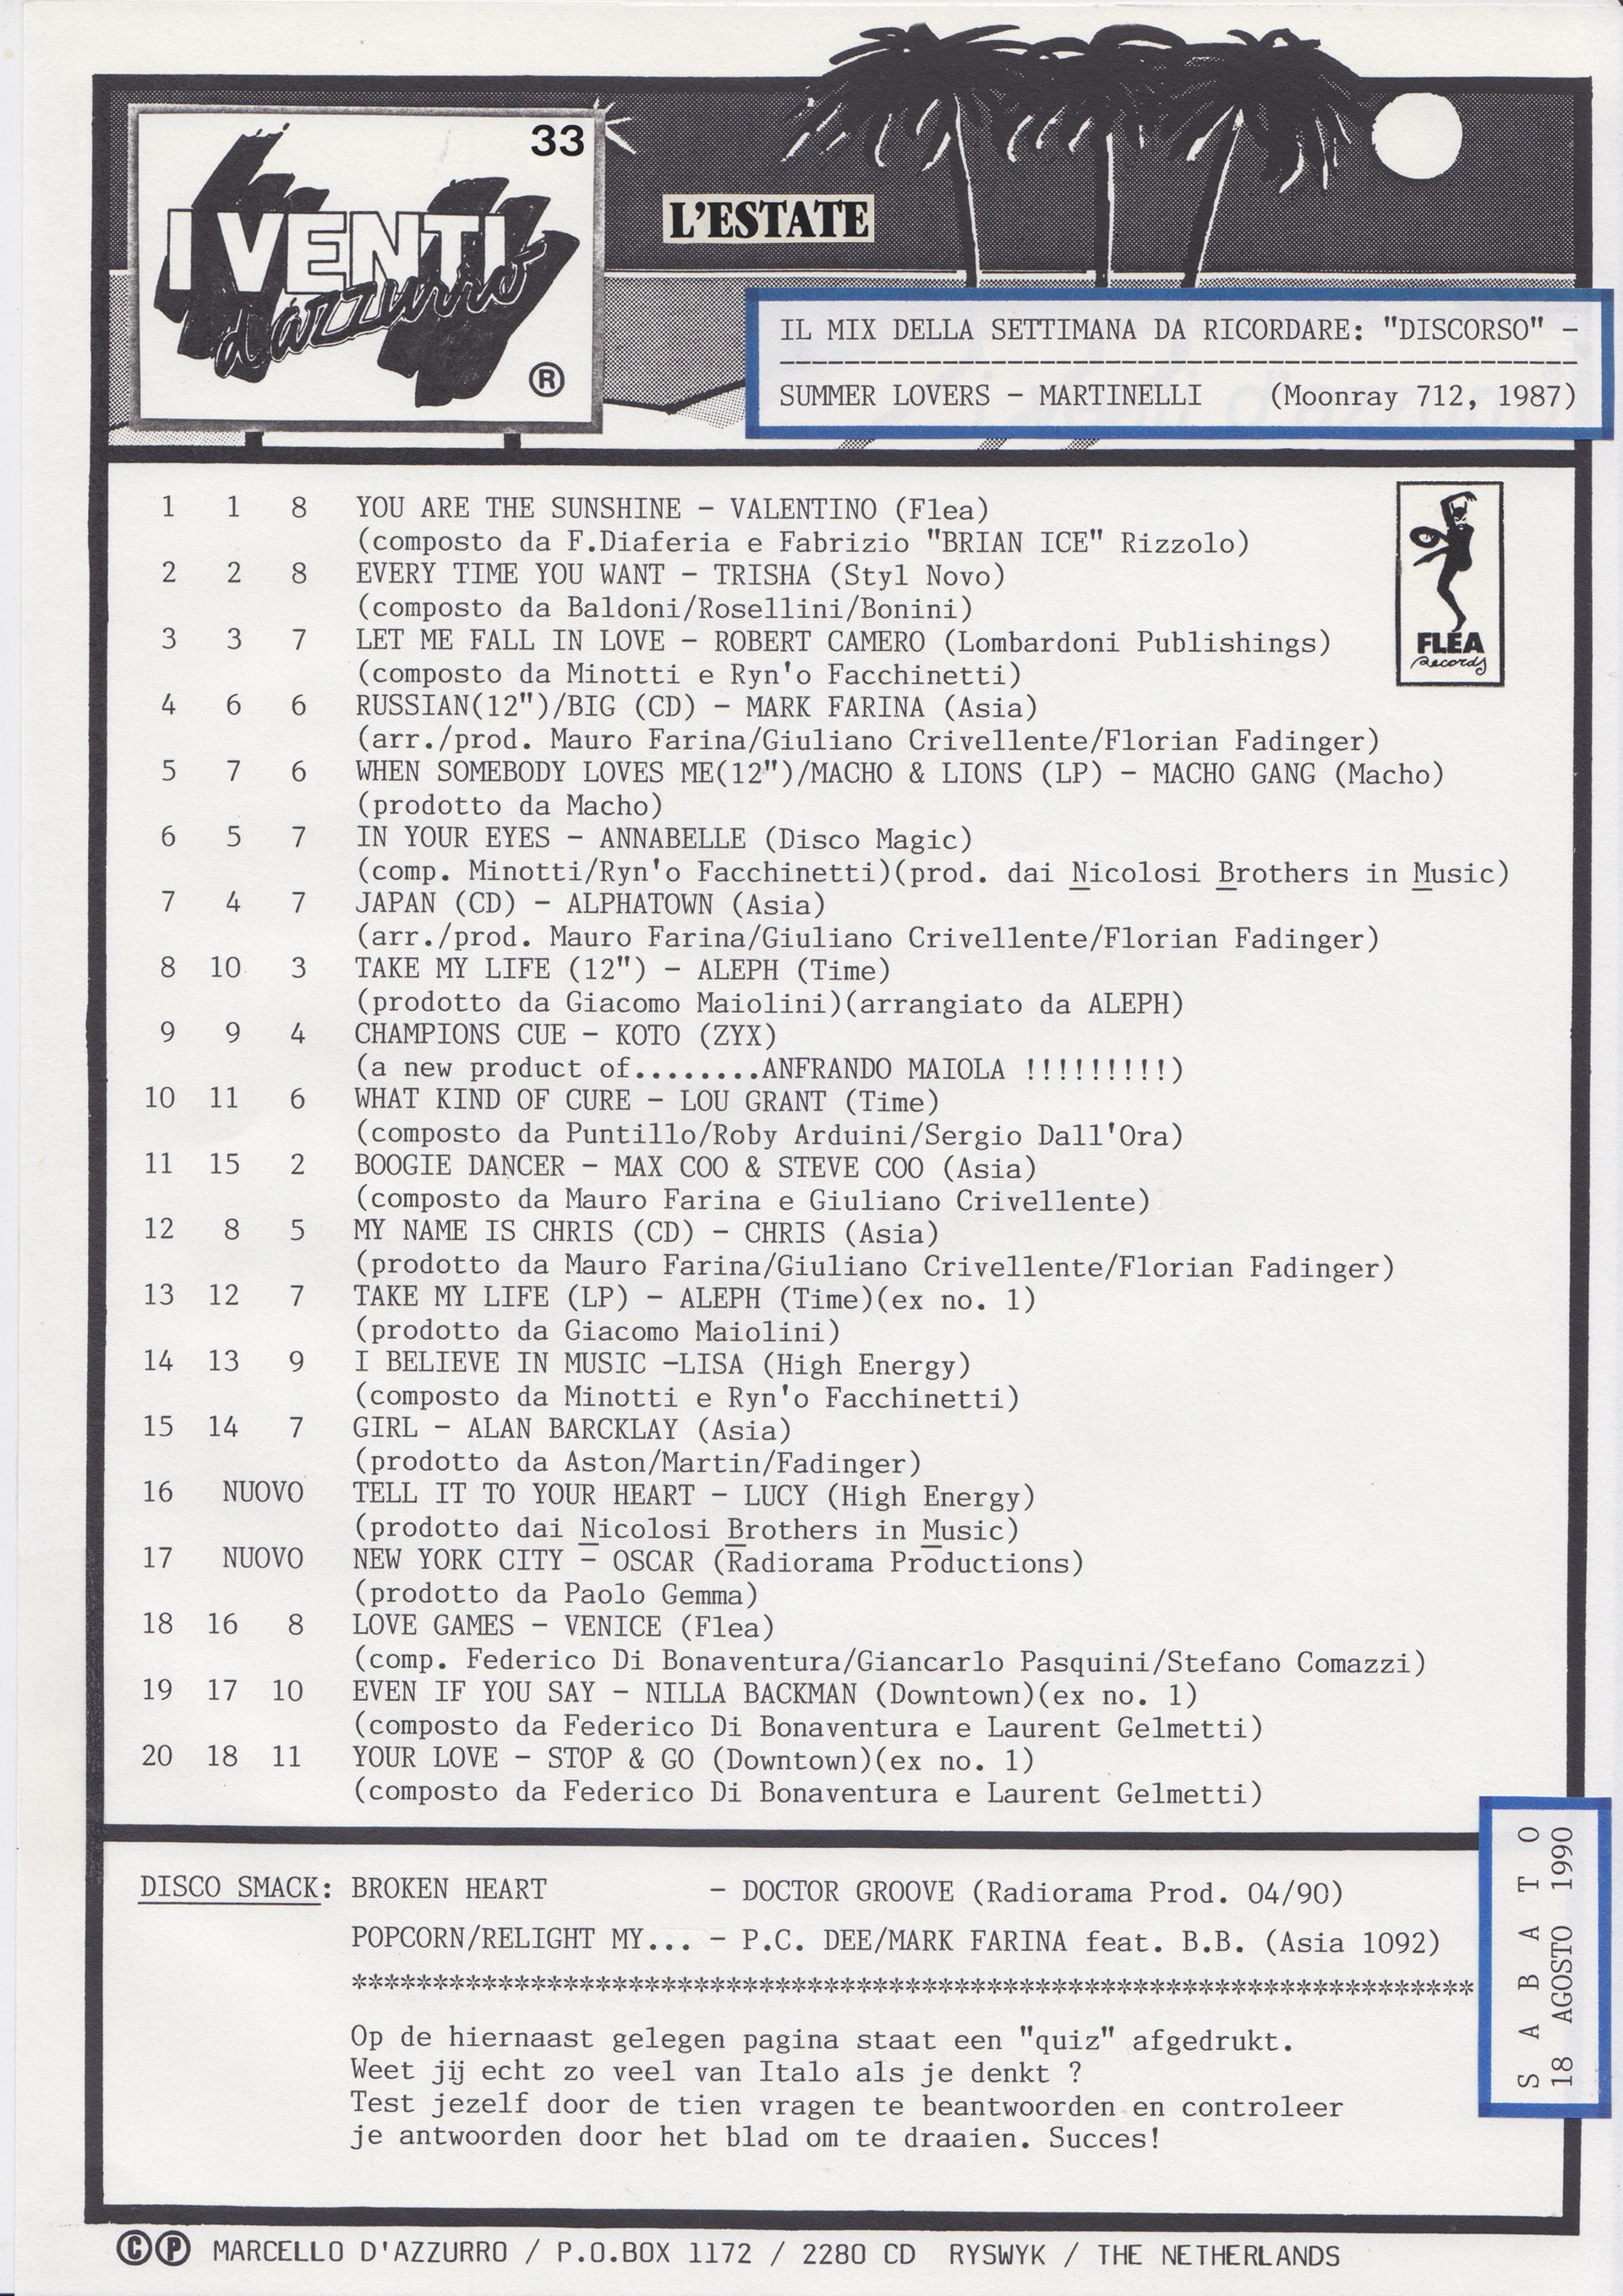 33
I VENTI
d'azzurro
®
L'ESTATE
IL MIX DELLA SETTIMANA DA RICORDARE: "DISCORSO" -
-------------------------------------------------
SUMMER LOVERS - MARTINELLI (Moonray 712, 1987)
1 1 8 YOU ARE THE SUNSHINE - VALENTINO (Flea)
(composto da F.Diaferia e Fabrizio "BRIAN ICE" Rizzolo)
2 2 8 EVERY TIME YOU WANT - TRISHA (Styl Novo)
(composto da Baldoni/Rosellini/Bonini)
3 3 7 LET ME FALL IN LOVE - ROBERT CAMERO (Lombardoni Publishings)
(composto da Minotti e Ryn'o Facchinetti)
FLEA
Records
4 6 6 RUSSIAN(12")/BIG (CD) - MARK FARINA (Asia)
(arr./prod. Mauro Farina/Giuliano Crivellente/Florian Fadinger)
5 7 6 WHEN SOMEBODY LOVES ME(12")/MACHO & LIONS (LP) - MACHO GANG (Macho)
(prodotto da Macho)
6 5 7 IN YOUR EYES - ANNABELLE (Disco Magic)
(comp. Minotti/Ryn'o Facchinetti)(prod. dai Nicolosi Brothers in Music)
7 4 7 JAPAN (CD) - ALPHATOWN (Asia)
(arr./prod. Mauro Farina/Giuliano Crivellente/Florian Fadinger)
8 10 3 TAKE MY LIFE (12") - ALEPH (Time)
(prodotto da Giacomo Maiolini)(arrangiato da ALEPH)
9 9 4 CHAMPIONS CUE - KOTO (ZYX)
(a new product of........ANFRANDO MAIOLA !!!!!!!!!)
10 11 6 WHAT KIND OF CURE - LOU GRANT (Time)
(composto da Puntillo/Roby Arduini/Sergio Dall'Ora)
11 15 2 BOOGIE DANCER - MAX COO & STEVE COO (Asia)
(composto da Mauro Farina e Giuliano Crivellente)
12 8 5 MY NAME IS CHRIS (CD) - CHRIS (Asia)
(prodotto da Mauro Farina/Giuliano Crivellente/Florian Fadinger)
13 12 7 TAKE MY LIFE (LP) - ALEPH (Time)(ex no. 1)
(prodotto da Giacomo Maiolini)
14 13 9 I BELIEVE IN MUSIC -LISA (High Energy)
(composto da Minotti e Ryn'o Facchinetti)
15 14 7 GIRL - ALAN BARCKLAY (Asia)
(prodotto da Aston/Martin/Fadinger)
16 NUOVO TELL IT TO YOUR HEART - LUCY (High Energy)
(prodotto dai Nicolosi Brothers in Music)
17 NUOVO NEW YORK CITY - OSCAR (Radiorama Productions)
(prodotto da Paolo Gemma)
18 16 8 LOVE GAMES - VENICE (Flea)
(comp. Federico Di Bonaventura/Giancarlo Pasquini/Stefano Comazzi)
19 17 10 EVEN IF YOU SAY - NILLA BACKMAN (Downtown)(ex no. 1)
(composto da Federico Di Bonaventura e Laurent Gelmetti)
20 18 11 YOUR LOVE - STOP & GO (Downtown)(ex no. 1)
(composto da Federico Di Bonaventura e Laurent Gelmetti)
DISCO SMACK: BROKEN HEART - DOCTOR GROOVE (Radiorama Prod. 04/90)
POPCORN/RELIGHT MY... - P.C. DEE/MARK FARINA feat. B.B. (Asia 1092)
*********************************************************************
Op de hiernaast gelegen pagina staat een "quiz" afgedrukt.
Weet jij echt zo veel van Italo als je denkt ?
Test jezelf door de tien vragen te beantwoorden en controleer
je antwoorden door het blad om te draaien. Succes!
S A B A T O
18 AGOSTO 1990
©℗ MARCELLO D'AZZURRO / P.O.BOX 1172 / 2280 CD RYSWYK / THE NETHERLANDS